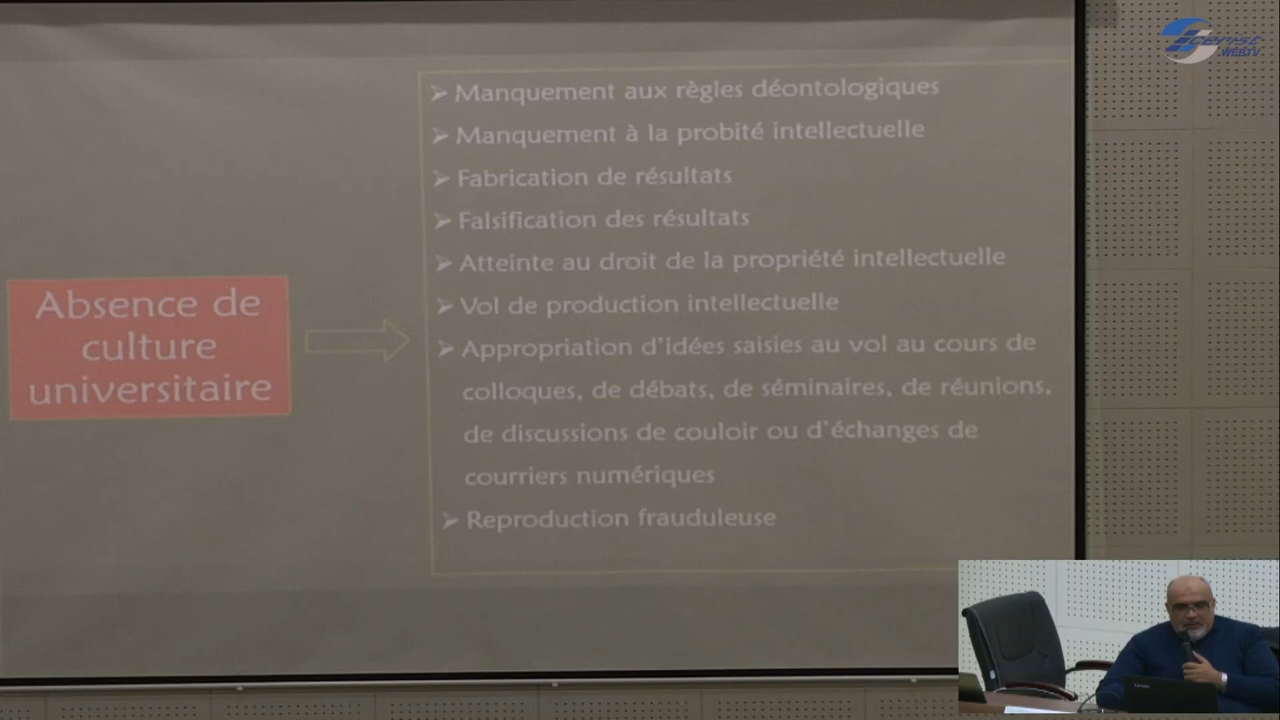 cerist
WEBTV
Manquement aux règles déontologiques
Manquement à la probité intellectuelle
Fabrication de résultats
Falsification des résultats
Atteinte au droit de la propriété intellectuelle
Vol de production intellectuelle
Appropriation d'idées saisies au vol au cours de
colloques, de débats, de séminaires, de réunions,
de discussions de couloir ou d'échanges de
courriers numériques
Reproduction frauduleuse
Absence de
culture
universitaire